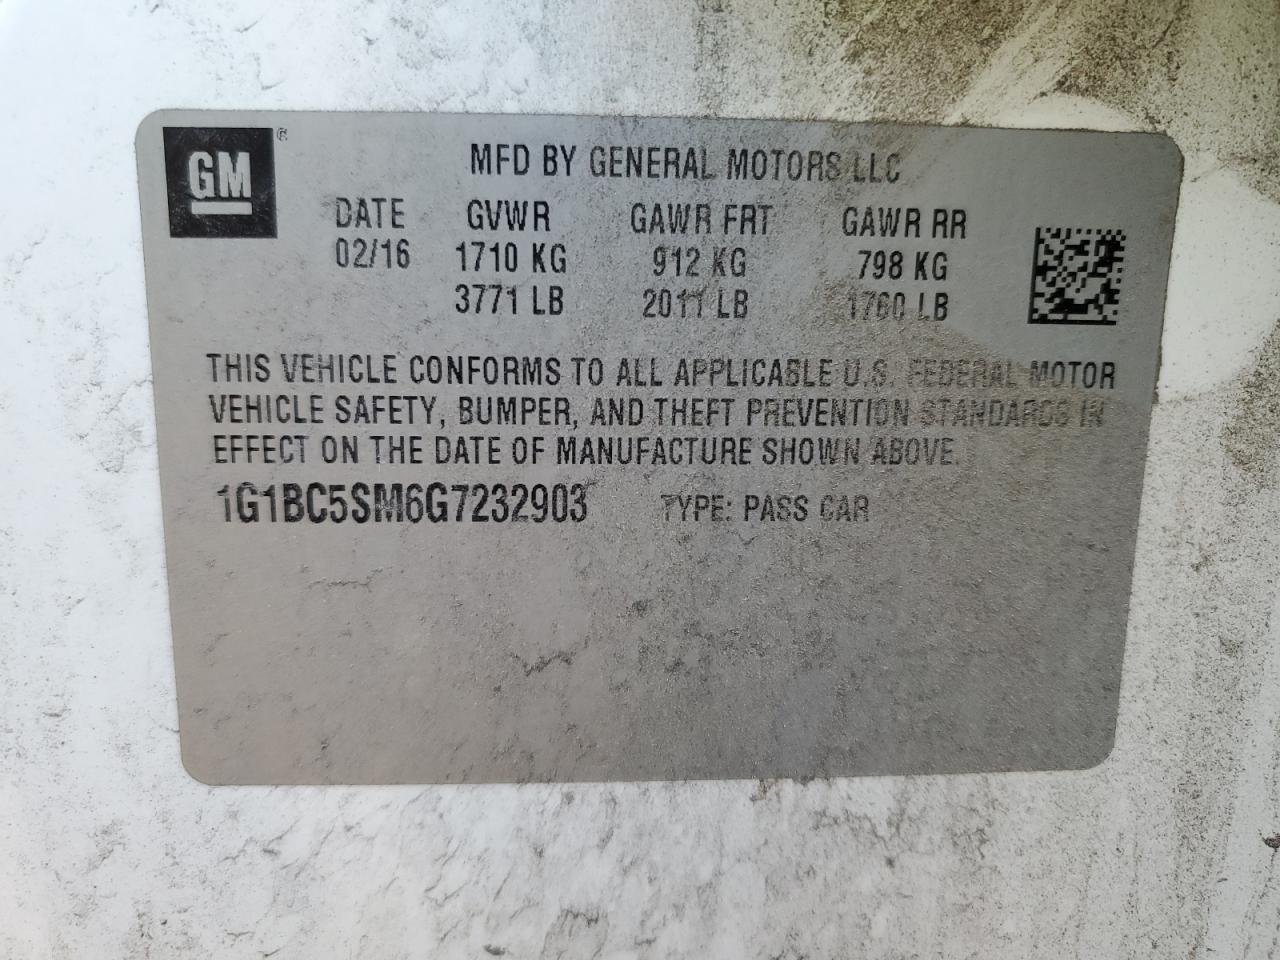 GM
MFD BY GENERAL MOTORS LLC
DATE GVWR GAWR FRT GAWR RR
02/16 1710 KG 912 KG 798 KG
3771 LB 2011 LB 1760 LB
THIS VEHICLE CONFORMS TO ALL APPLICABLE U.S. FEDERAL MOTOR
VEHICLE SAFETY, BUMPER, AND THEFT PREVENTION STANDARDS IN
EFFECT ON THE DATE OF MANUFACTURE SHOWN ABOVE.
1G1BC5SM6G7232903 TYPE: PASS CAR